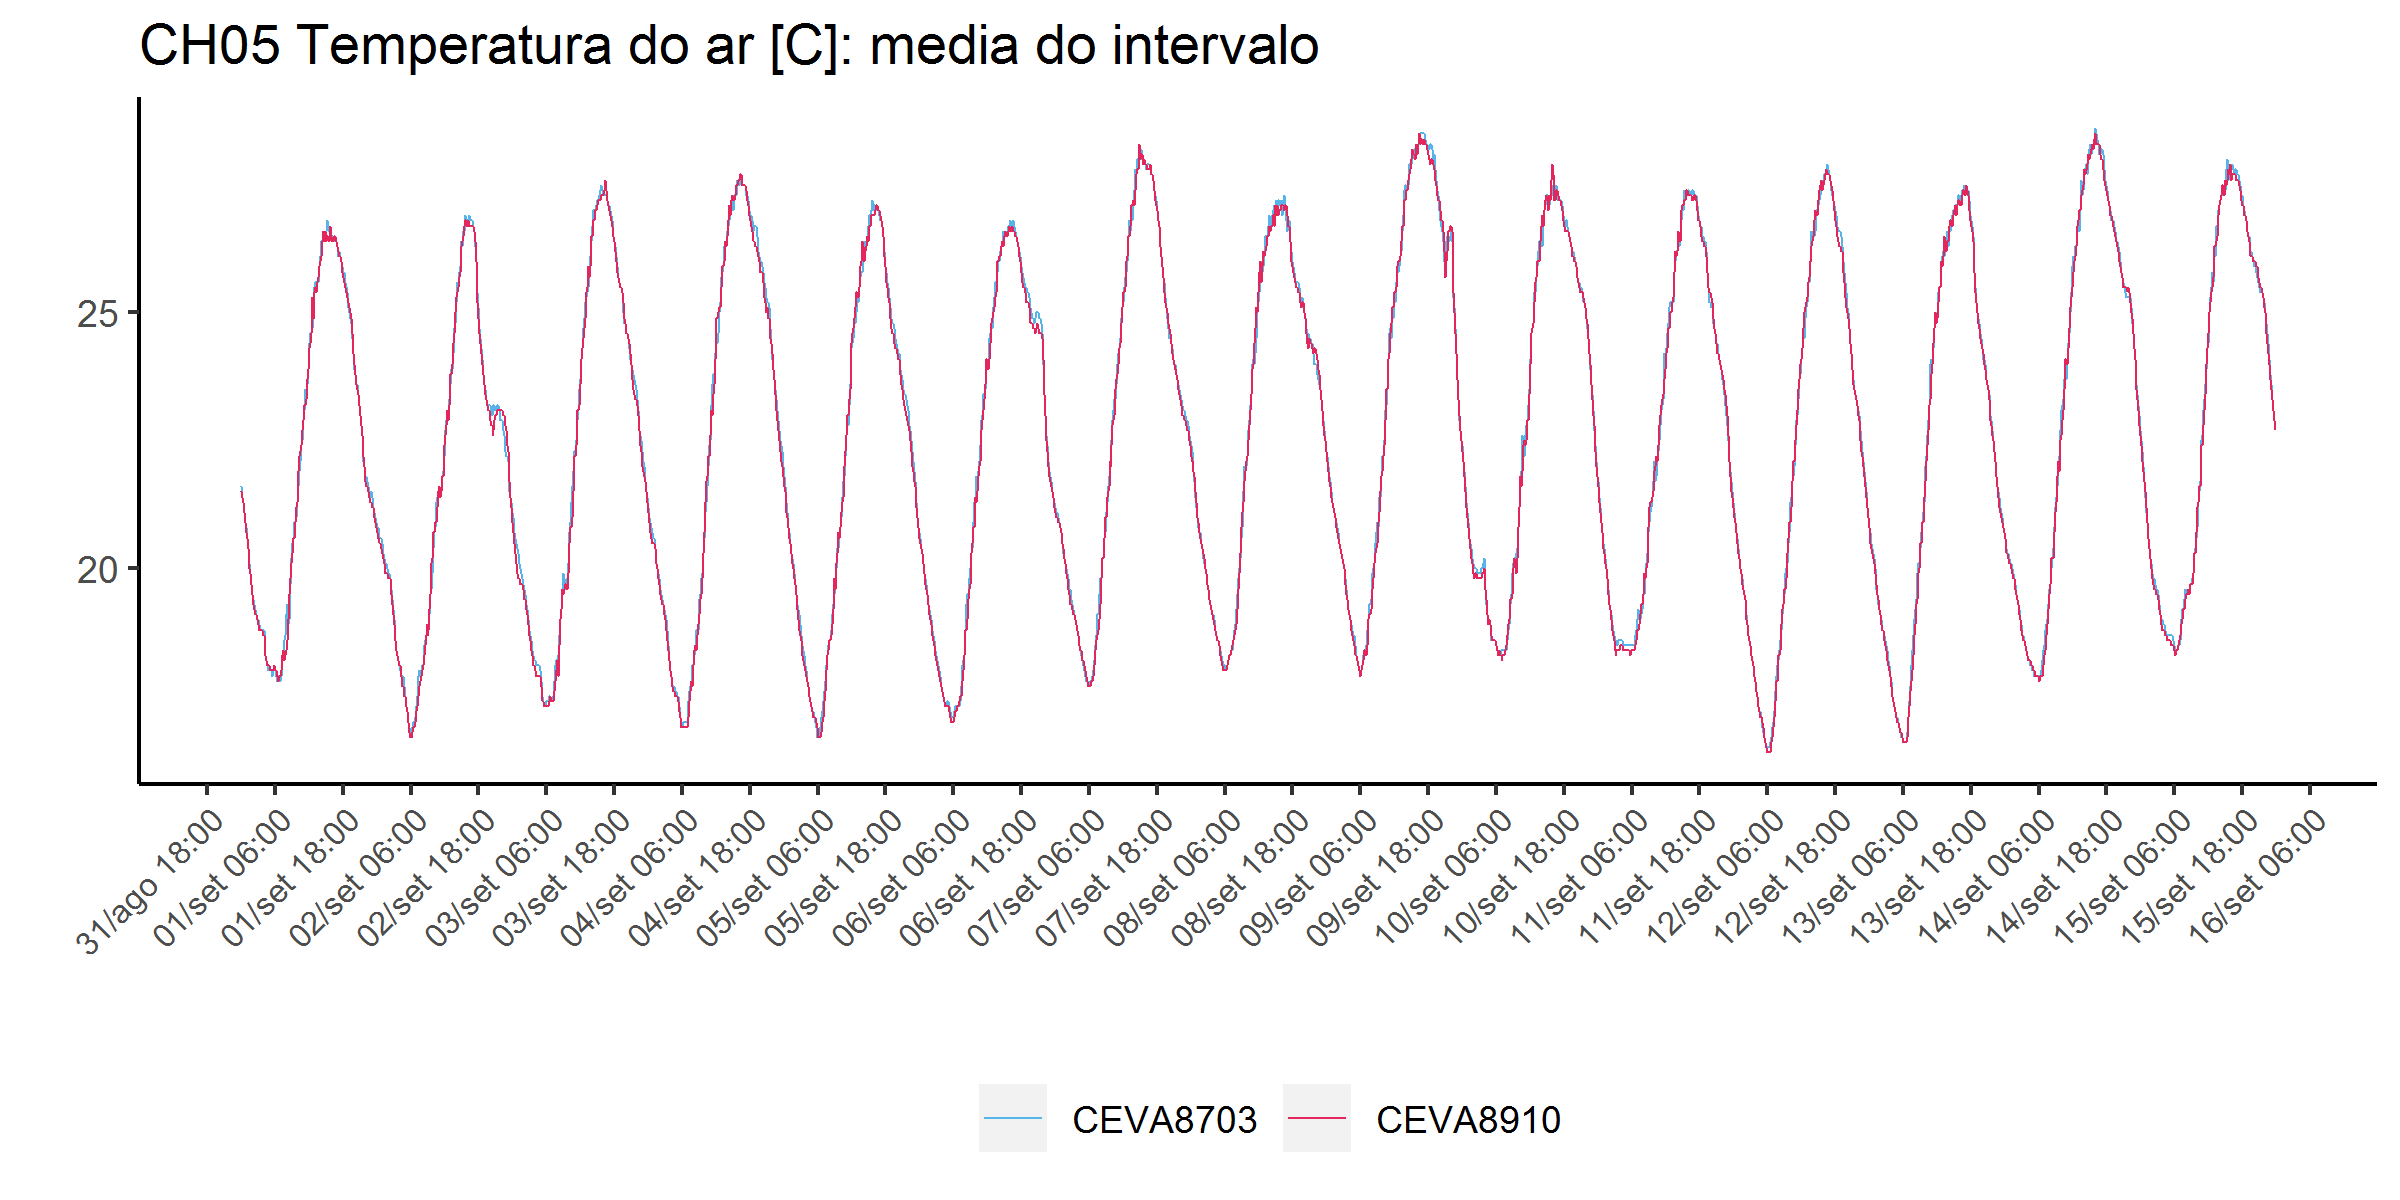 CH05 Temperatura do ar [C]: media do intervalo
25
20
31/ago 18:00
01/set 06:00
01/set 18:00
02/set 06:00
02/set 18:00
03/set 06:00
03/set 18:00
04/set 06:00
04/set 18:00
05/set 06:00
05/set 18:00
06/set 06:00
06/set 18:00
07/set 06:00
07/set 18:00
08/set 06:00
08/set 18:00
09/set 06:00
09/set 18:00
10/set 06:00
10/set 18:00
11/set 06:00
11/set 18:00
12/set 06:00
12/set 18:00
13/set 06:00
13/set 18:00
14/set 06:00
14/set 18:00
15/set 06:00
15/set 18:00
16/set 06:00
CEVA8703 CEVA8910